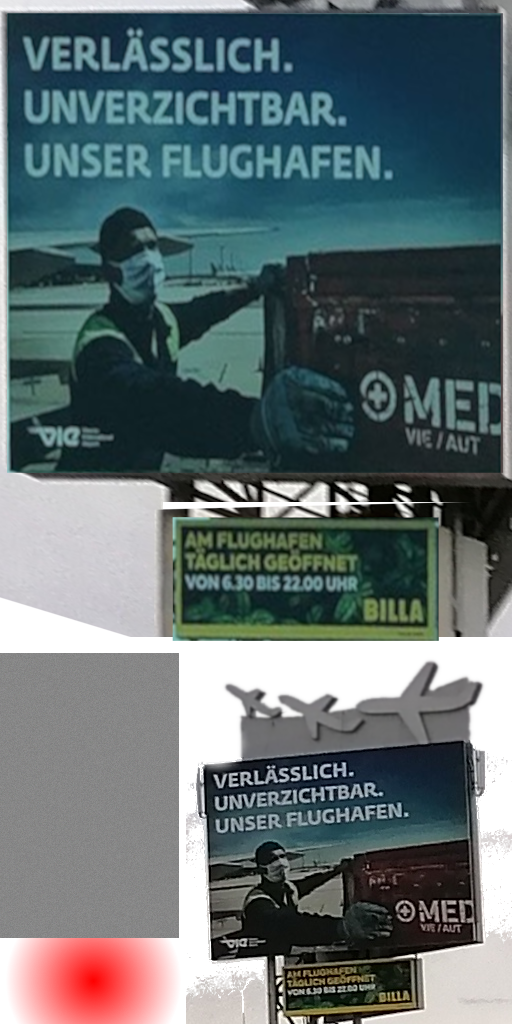 VERLÄSSLICH.
UNVERZICHTBAR.
UNSER FLUGHAFEN.
MED
VIE / AUT
VIE
AM FLUGHAFEN
TÄGLICH GEÖFFNET
VON 6.30 BIS 22.00 UHR
BILLA
VERLÄSSLICH.
UNVERZICHTBAR.
UNSER FLUGHAFEN.
MED
VIE / AUT
VIE
AM FLUGHAFEN
TÄGLICH GEÖFFNET
VON 6.30 BIS 22.00 UHR
BILLA